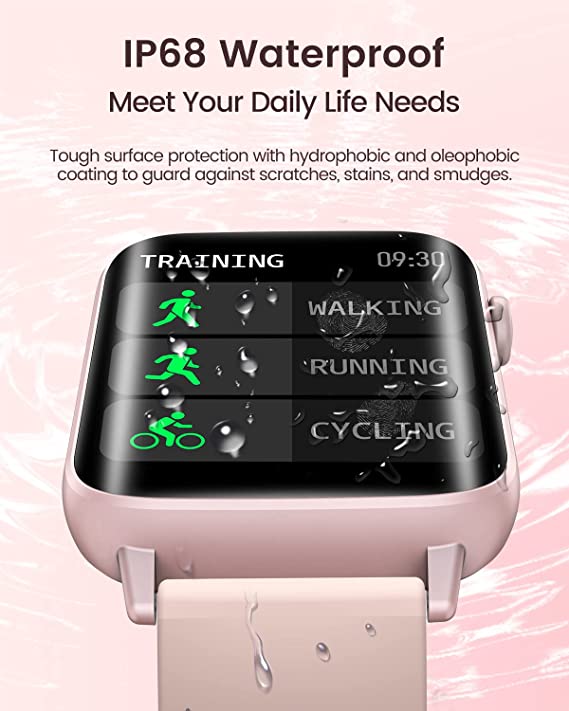 IP68 Waterproof
Meet Your Daily Life Needs
Tough surface protection with hydrophobic and oleophobic
coating to guard against scratches, stains, and smudges.
TRAINING 09:30
WALKING
RUNNING
CYCLING